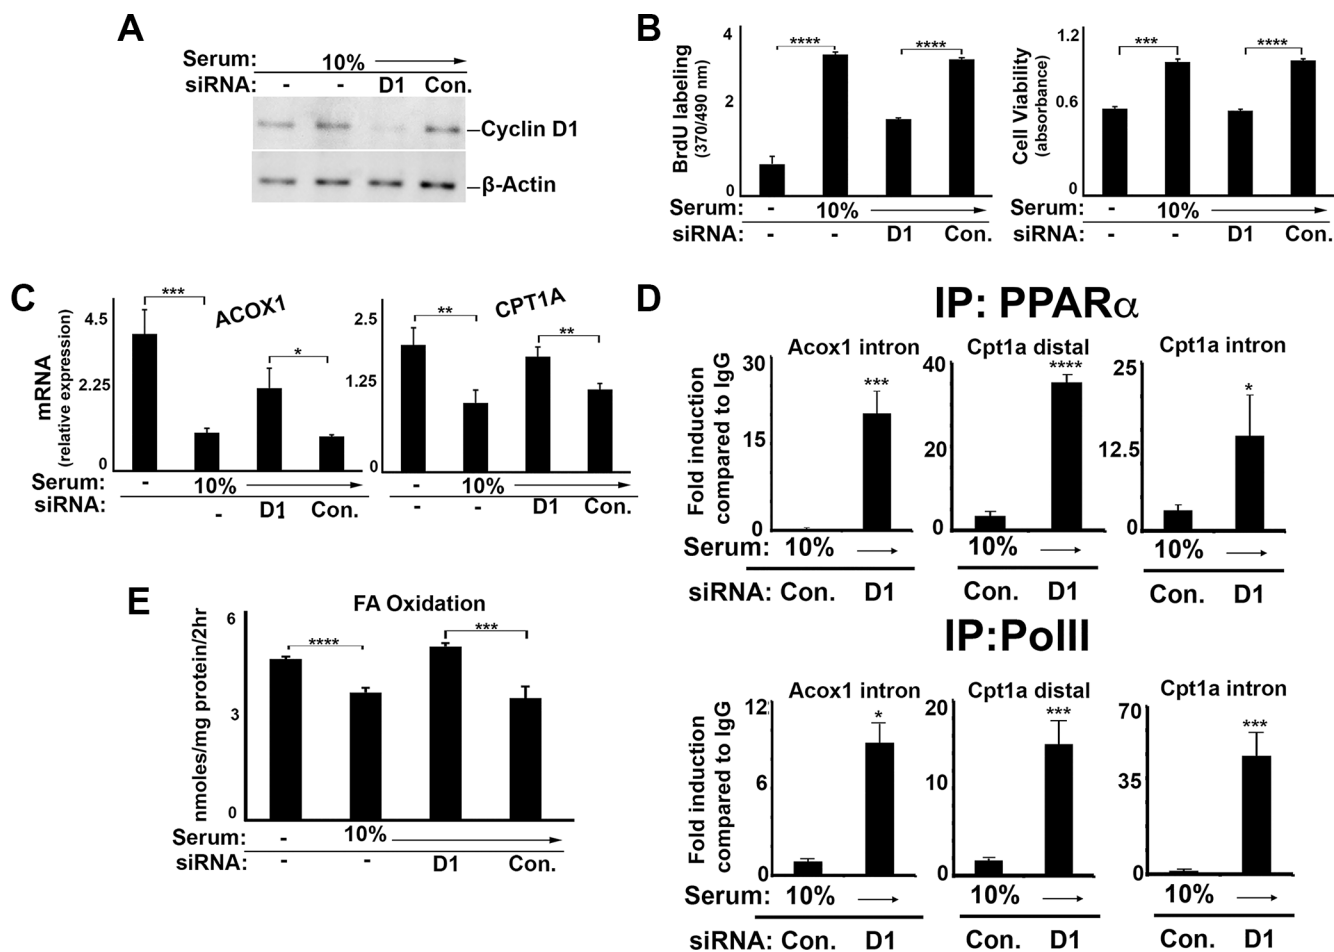 A
Serum: 10%
siRNA: - - D1 Con.
–Cyclin D1
–β-Actin
B
BrdU labeling
(370/490 nm)
4
2
0
**** ****
Serum: - 10%
siRNA: - - D1 Con.
Cell Viability
(absorbance)
1.2
0.6
0
*** ****
Serum: - 10%
siRNA: - - D1 Con.
C
mRNA
(relative expression)
4.5
2.25
0
ACOX1
*** *
Serum: - 10%
siRNA: - D1 Con.
CPT1A
2.5
1.25
0
** **
- 10%
- - D1 Con.
D
IP: PPARα
Fold induction
compared to IgG
Acox1 intron
30
15
0
***
Serum: 10%
siRNA: Con. D1
Cpt1a distal
40
20
0
****
10%
Con. D1
Cpt1a intron
25
12.5
0
*
10%
Con. D1
IP:PolII
Fold induction
compared to IgG
Acox1 intron
12
6
0
*
Serum: 10%
siRNA: Con. D1
Cpt1a distal
20
10
0
***
10%
Con. D1
Cpt1a intron
70
35
0
***
10%
Con. D1
E
FA Oxidation
nmoles/mg protein/2hr
6
3
0
**** ***
Serum: - 10%
siRNA: - - D1 Con.